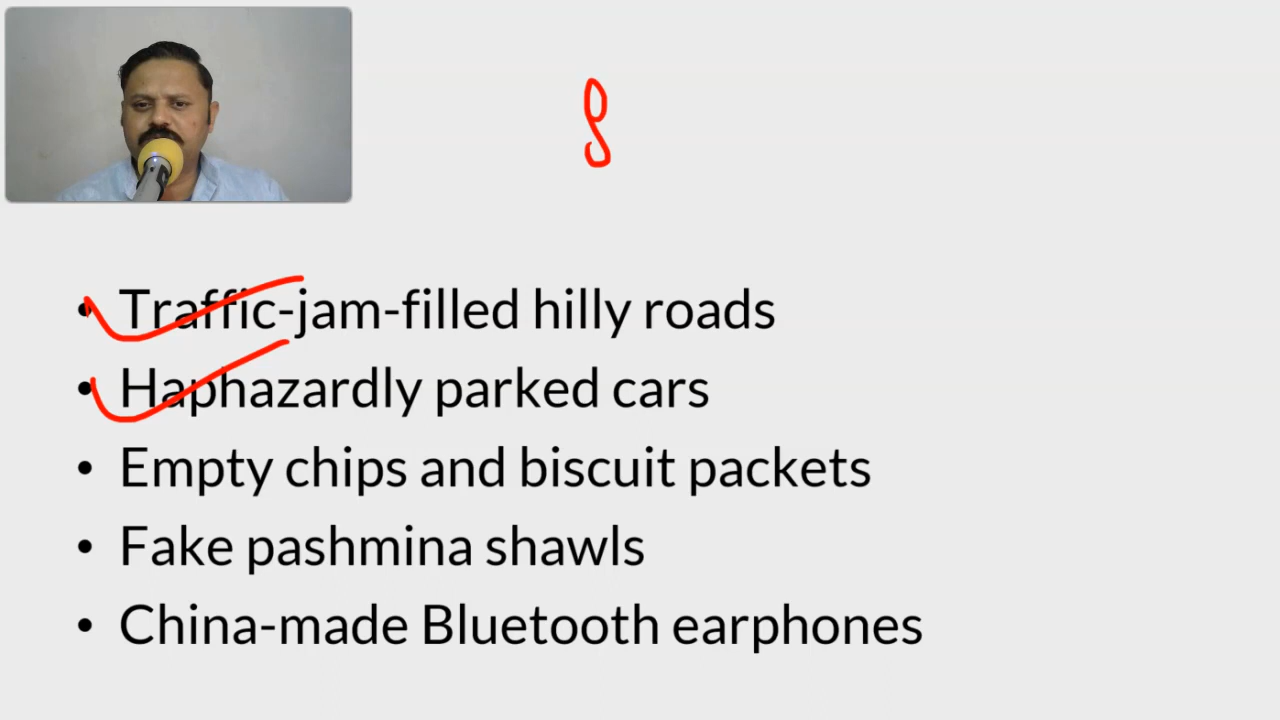 8
• Traffic-jam-filled hilly roads
• Haphazardly parked cars
• Empty chips and biscuit packets
• Fake pashmina shawls
• China-made Bluetooth earphones